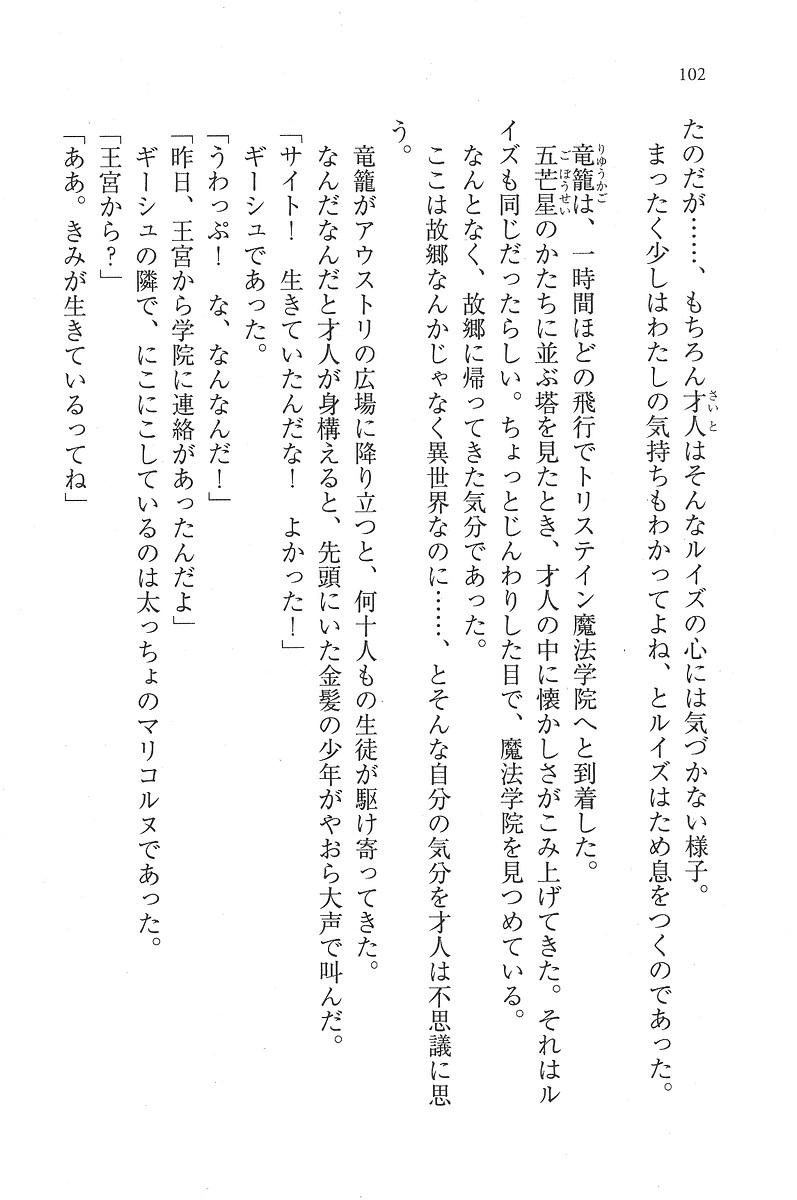 102
たのだが……、もちろん才人はそんなルイズの心には気づかない様子。
まったく少しはわたしの気持ちもわかってよね、とルイズはため息をつくのであった。
竜籠は、一時間ほどの飛行でトリステイン魔法学院へと到着した。
五芒星のかたちに並ぶ塔を見たとき、才人の中に懐かしさがこみ上げてきた。それはル
イズも同じだったらしい。ちょっとじんわりした目で、魔法学院を見つめている。
なんとなく、故郷に帰ってきた気分であった。
ここは故郷なんかじゃなく異世界なのに……、とそんな自分の気分を才人は不思議に思
う。
竜籠がアウストリの広場に降り立つと、何十人もの生徒が駆け寄ってきた。
なんだなんだと才人が身構えると、先頭にいた金髪の少年がやおら大声で叫んだ。
「サイト！　生きていたんだな！　よかった！」
ギーシュであった。
「うわっぷ！　な、なんなんだ！」
「昨日、王宮から学院に連絡があったんだよ」
ギーシュの隣で、にこにこしているのは太っちょのマリコルヌであった。
「王宮から？」
「ああ。きみが生きているってね」